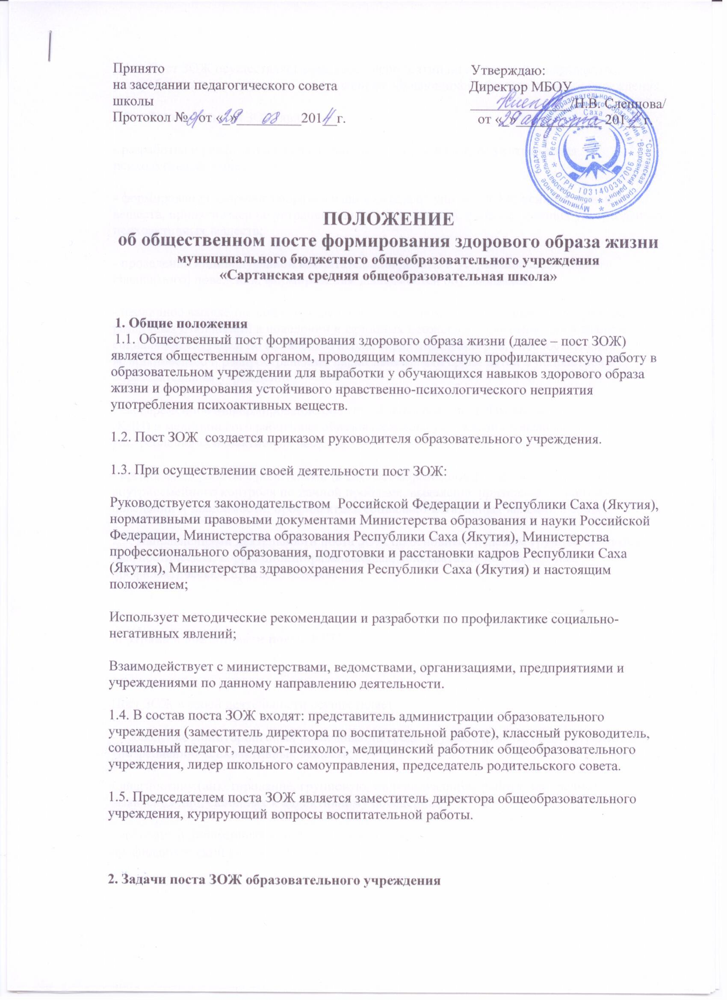 Принято
на заседании педагогического совета
школы
Протокол № 01 от «28» 08 2014 г.
Утверждаю:
Директор МБОУ
/Н.В. Слепцова/
от «29» августа 2014 г.
Муниципальное бюджетное общеобразовательное учреждение "Сартанская средняя
общеобразовательная школа" муниципального образования "Верхоянский район"
Республики Саха (Якутия) * ОГРН 1031400387006 *
ПОЛОЖЕНИЕ
об общественном посте формирования здорового образа жизни
муниципального бюджетного общеобразовательного учреждения
«Сартанская средняя общеобразовательная школа»
1. Общие положения
1.1. Общественный пост формирования здорового образа жизни (далее – пост ЗОЖ)
является общественным органом, проводящим комплексную профилактическую работу в
образовательном учреждении для выработки у обучающихся навыков здорового образа
жизни и формирования устойчивого нравственно-психологического неприятия
употребления психоактивных веществ.
1.2. Пост ЗОЖ создается приказом руководителя образовательного учреждения.
1.3. При осуществлении своей деятельности пост ЗОЖ:
Руководствуется законодательством Российской Федерации и Республики Саха (Якутия),
нормативными правовыми документами Министерства образования и науки Российской
Федерации, Министерства образования Республики Саха (Якутия), Министерства
профессионального образования, подготовки и расстановки кадров Республики Саха
(Якутия), Министерства здравоохранения Республики Саха (Якутия) и настоящим
положением;
Использует методические рекомендации и разработки по профилактике социально-
негативных явлений;
Взаимодействует с министерствами, ведомствами, организациями, предприятиями и
учреждениями по данному направлению деятельности.
1.4. В состав поста ЗОЖ входят: представитель администрации образовательного
учреждения (заместитель директора по воспитательной работе), классный руководитель,
социальный педагог, педагог-психолог, медицинский работник общеобразовательного
учреждения, лидер школьного самоуправления, председатель родительского совета.
1.5. Председателем поста ЗОЖ является заместитель директора общеобразовательного
учреждения, курирующий вопросы воспитательной работы.
2. Задачи поста ЗОЖ образовательного учреждения